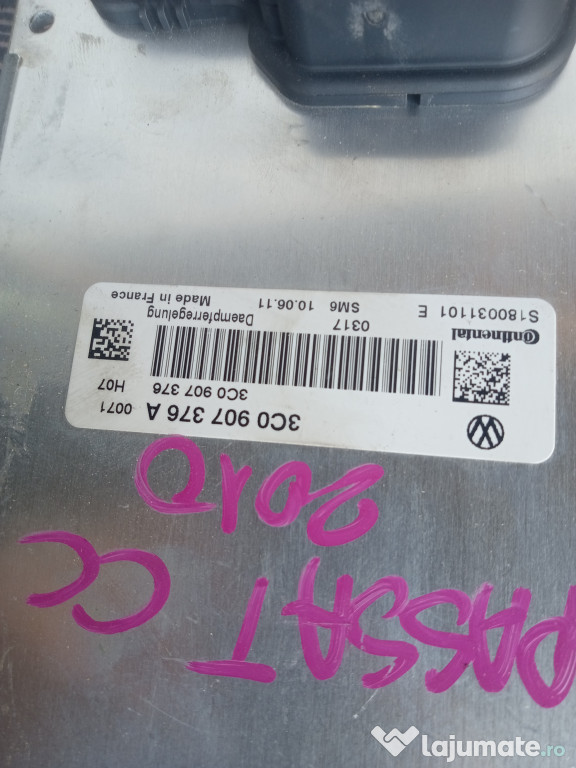 3C0 907 376 A 0071
3C0 907 376 H07
0317 Daempferregelung
Continental
SM6 10.06.11 Made in France
S180031101 E
2010
PASSAT CC
lajumate.ro